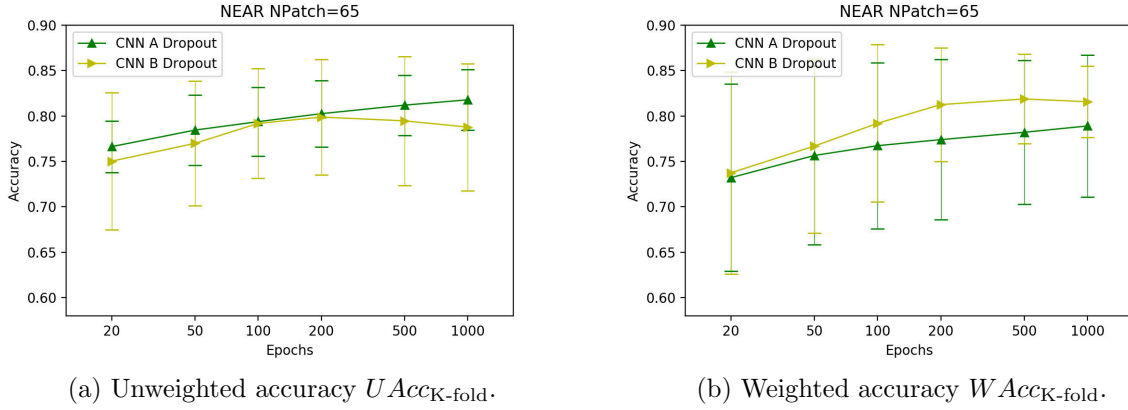 NEAR NPatch=65
CNN A Dropout
CNN B Dropout
0.90
0.85
0.80
0.75
0.70
0.65
0.60
Accuracy
20 50 100 200 500 1000
Epochs
(a) Unweighted accuracy UAcc_{K-fold}.
NEAR NPatch=65
CNN A Dropout
CNN B Dropout
0.90
0.85
0.80
0.75
0.70
0.65
0.60
Accuracy
20 50 100 200 500 1000
Epochs
(b) Weighted accuracy WAcc_{K-fold}.